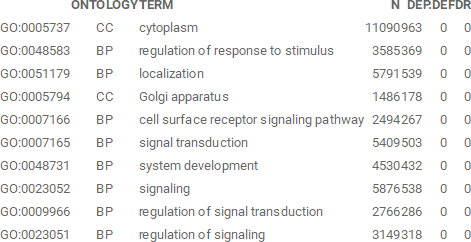 ONTOLOGYTERM N DEP.DEFDR
GO:0005737 CC cytoplasm 11090963 0 0
GO:0048583 BP regulation of response to stimulus 3585369 0 0
GO:0051179 BP localization 5791539 0 0
GO:0005794 CC Golgi apparatus 1486178 0 0
GO:0007166 BP cell surface receptor signaling pathway 2494267 0 0
GO:0007165 BP signal transduction 5409503 0 0
GO:0048731 BP system development 4530432 0 0
GO:0023052 BP signaling 5876538 0 0
GO:0009966 BP regulation of signal transduction 2766286 0 0
GO:0023051 BP regulation of signaling 3149318 0 0